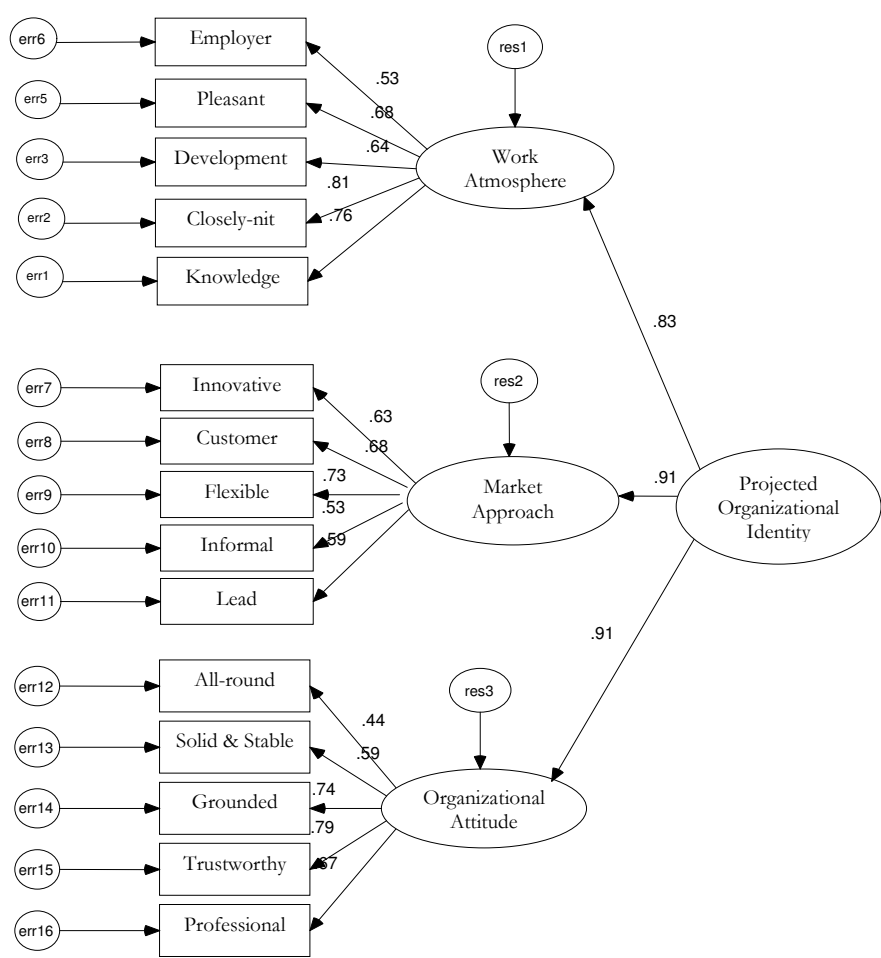 err6
Employer
res1
.53
err5
Pleasant
.68
err3
Development
.64
Work
Atmosphere
.81
err2
Closely-nit
.76
err1
Knowledge
.83
err7
Innovative
res2
.63
err8
Customer
.68
err9
Flexible
.73
Market
Approach
.91
Projected
Organizational
Identity
.53
err10
Informal
.59
err11
Lead
.91
err12
All-round
res3
.44
err13
Solid & Stable
.59
err14
Grounded
.74
Organizational
Attitude
.79
err15
Trustworthy
.67
err16
Professional